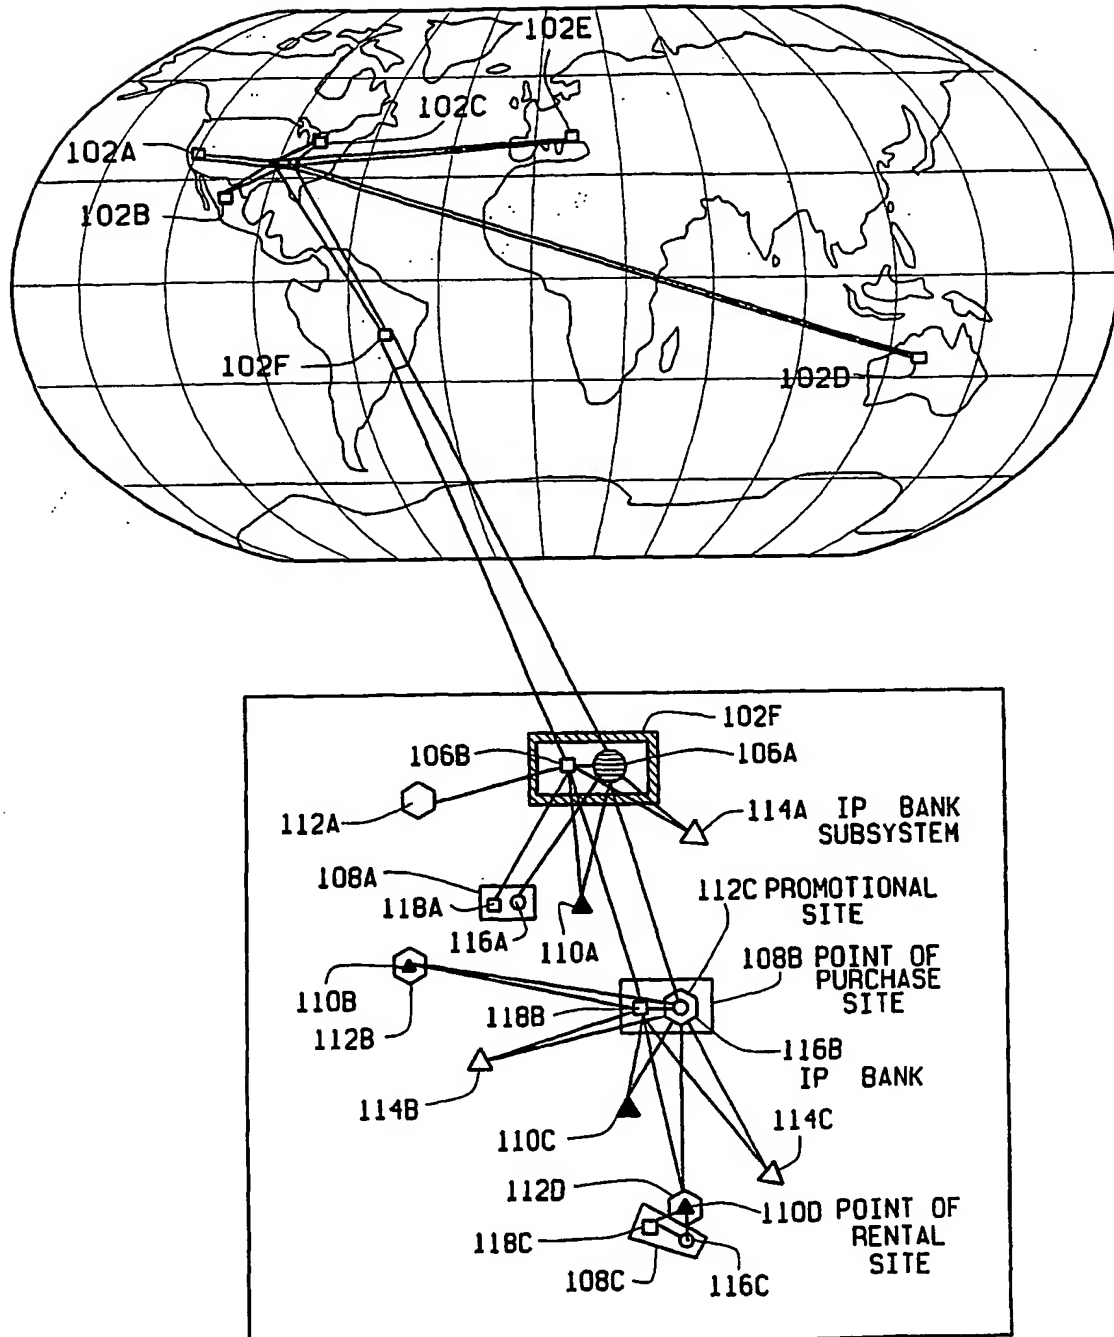 102E
102C
102A
102B
102F
102D
102F
106B
106A
112A
114A IP BANK
SUBSYSTEM
108A
118A
116A
110A
112C PROMOTIONAL
SITE
108B POINT OF
PURCHASE
SITE
110B
112B
118B
116B
IP BANK
114B
110C
114C
112D
110D POINT OF
RENTAL
SITE
118C
108C
116C